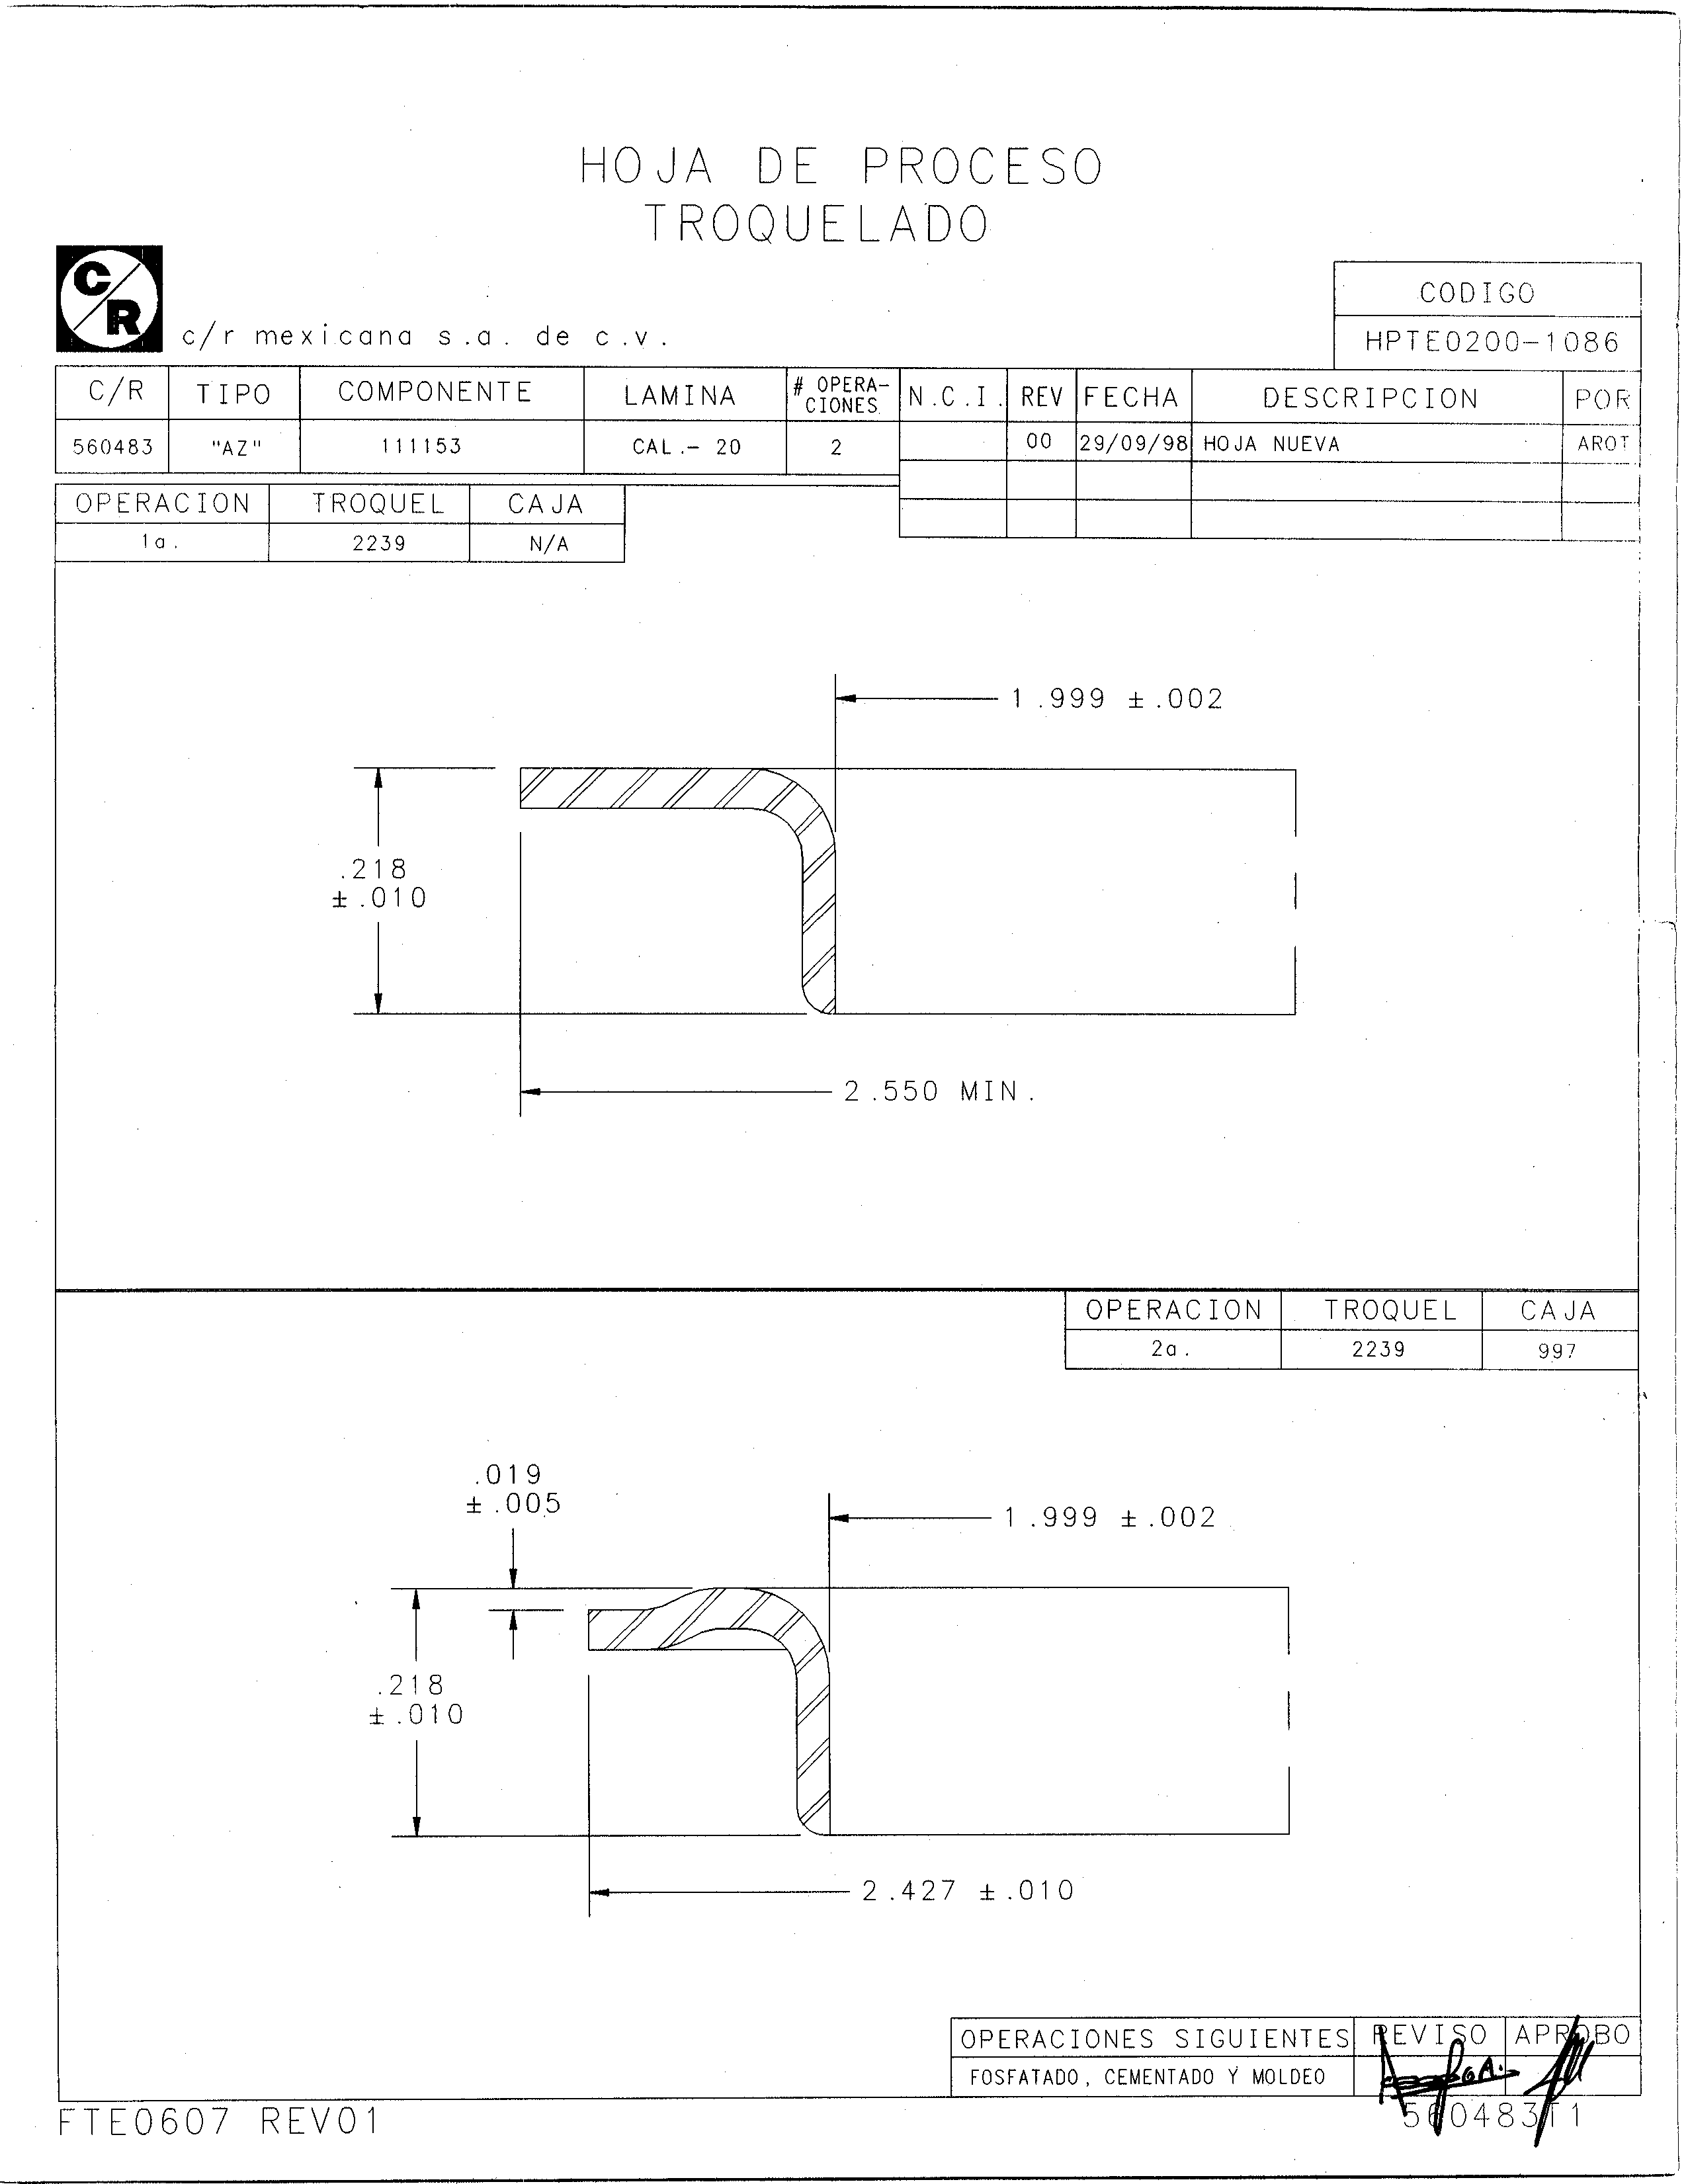 HOJA DE PROCESO
TROQUELADO
C/R
c/r mexicana s.a. de c.v.
CODIGO
HPTE0200-1086
C/R TIPO COMPONENTE LAMINA # OPERA-CIONES N.C.I. REV FECHA DESCRIPCION POR
560483 "AZ" 111153 CAL.- 20 2 00 29/09/98 HOJA NUEVA AROT
OPERACION TROQUEL CAJA
1a. 2239 N/A
1.999 ±.002
.218
±.010
2.550 MIN.
OPERACION TROQUEL CAJA
2a. 2239 997
.019
±.005
1.999 ±.002
.218
±.010
2.427 ±.010
OPERACIONES SIGUIENTES REVISO APROBO
FOSFATADO, CEMENTADO Y MOLDEO
FTE0607 REV01
560483T1